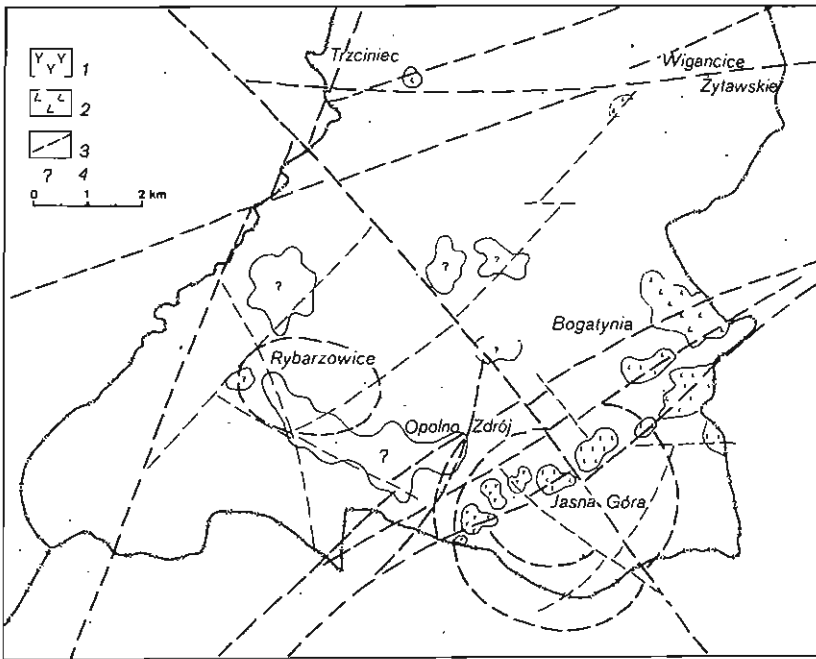 Y Y Y 1
L L L 2
3
? 4
0 1 2 km
Trzciniec
Wigancice
Żytawskie
?
?
?
?
Bogatynia
Rybarzowice
?
Opolno Zdrój
?
Jasna Góra